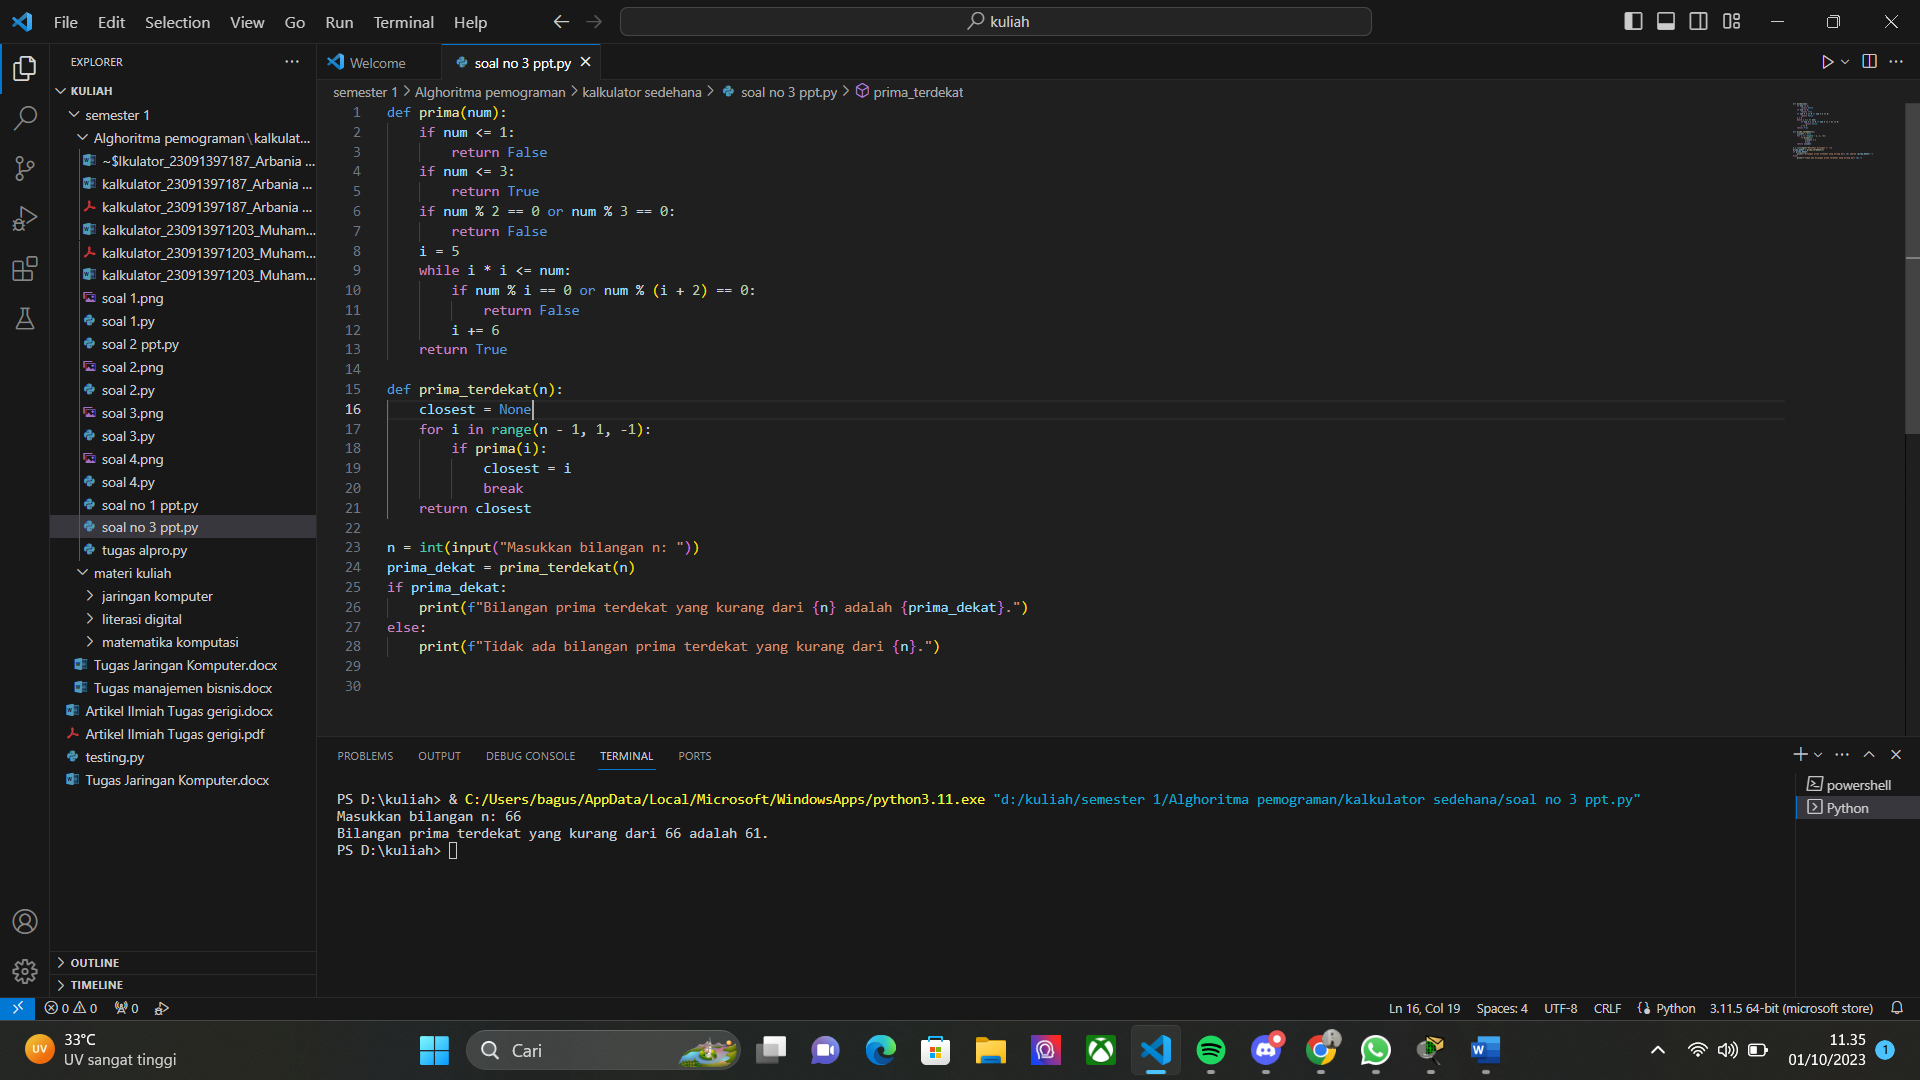 File Edit Selection View Go Run Terminal Help
kuliah
EXPLORER
KULIAH
semester 1
Alghoritma pemograman\kalkulat...
~$lkulator_23091397187_Arbania ...
kalkulator_23091397187_Arbania ...
kalkulator_23091397187_Arbania ...
kalkulator_230913971203_Muham...
kalkulator_230913971203_Muham...
kalkulator_230913971203_Muham...
soal 1.png
soal 1.py
soal 2 ppt.py
soal 2.png
soal 2.py
soal 3.png
soal 3.py
soal 4.png
soal 4.py
soal no 1 ppt.py
soal no 3 ppt.py
tugas alpro.py
materi kuliah
jaringan komputer
literasi digital
matematika komputasi
Tugas Jaringan Komputer.docx
Tugas manajemen bisnis.docx
Artikel Ilmiah Tugas gerigi.docx
Artikel Ilmiah Tugas gerigi.pdf
testing.py
Tugas Jaringan Komputer.docx
OUTLINE
TIMELINE
Welcome
soal no 3 ppt.py
semester 1 > Alghoritma pemograman > kalkulator sedehana > soal no 3 ppt.py > prima_terdekat
1 def prima(num):
2     if num <= 1:
3         return False
4     if num <= 3:
5         return True
6     if num % 2 == 0 or num % 3 == 0:
7         return False
8     i = 5
9     while i * i <= num:
10         if num % i == 0 or num % (i + 2) == 0:
11             return False
12         i += 6
13     return True
14
15 def prima_terdekat(n):
16     closest = None
17     for i in range(n - 1, 1, -1):
18         if prima(i):
19             closest = i
20             break
21     return closest
22
23 n = int(input("Masukkan bilangan n: "))
24 prima_dekat = prima_terdekat(n)
25 if prima_dekat:
26     print(f"Bilangan prima terdekat yang kurang dari {n} adalah {prima_dekat}.")
27 else:
28     print(f"Tidak ada bilangan prima terdekat yang kurang dari {n}.")
29
30
PROBLEMS OUTPUT DEBUG CONSOLE TERMINAL PORTS
PS D:\kuliah> & C:/Users/bagus/AppData/Local/Microsoft/WindowsApps/python3.11.exe "d:/kuliah/semester 1/Alghoritma pemograman/kalkulator sedehana/soal no 3 ppt.py"
Masukkan bilangan n: 66
Bilangan prima terdekat yang kurang dari 66 adalah 61.
PS D:\kuliah>
powershell
Python
0 0 0
Ln 16, Col 19 Spaces: 4 UTF-8 CRLF Python 3.11.5 64-bit (microsoft store)
UV
33°C
UV sangat tinggi
Cari
11.35
01/10/2023
1